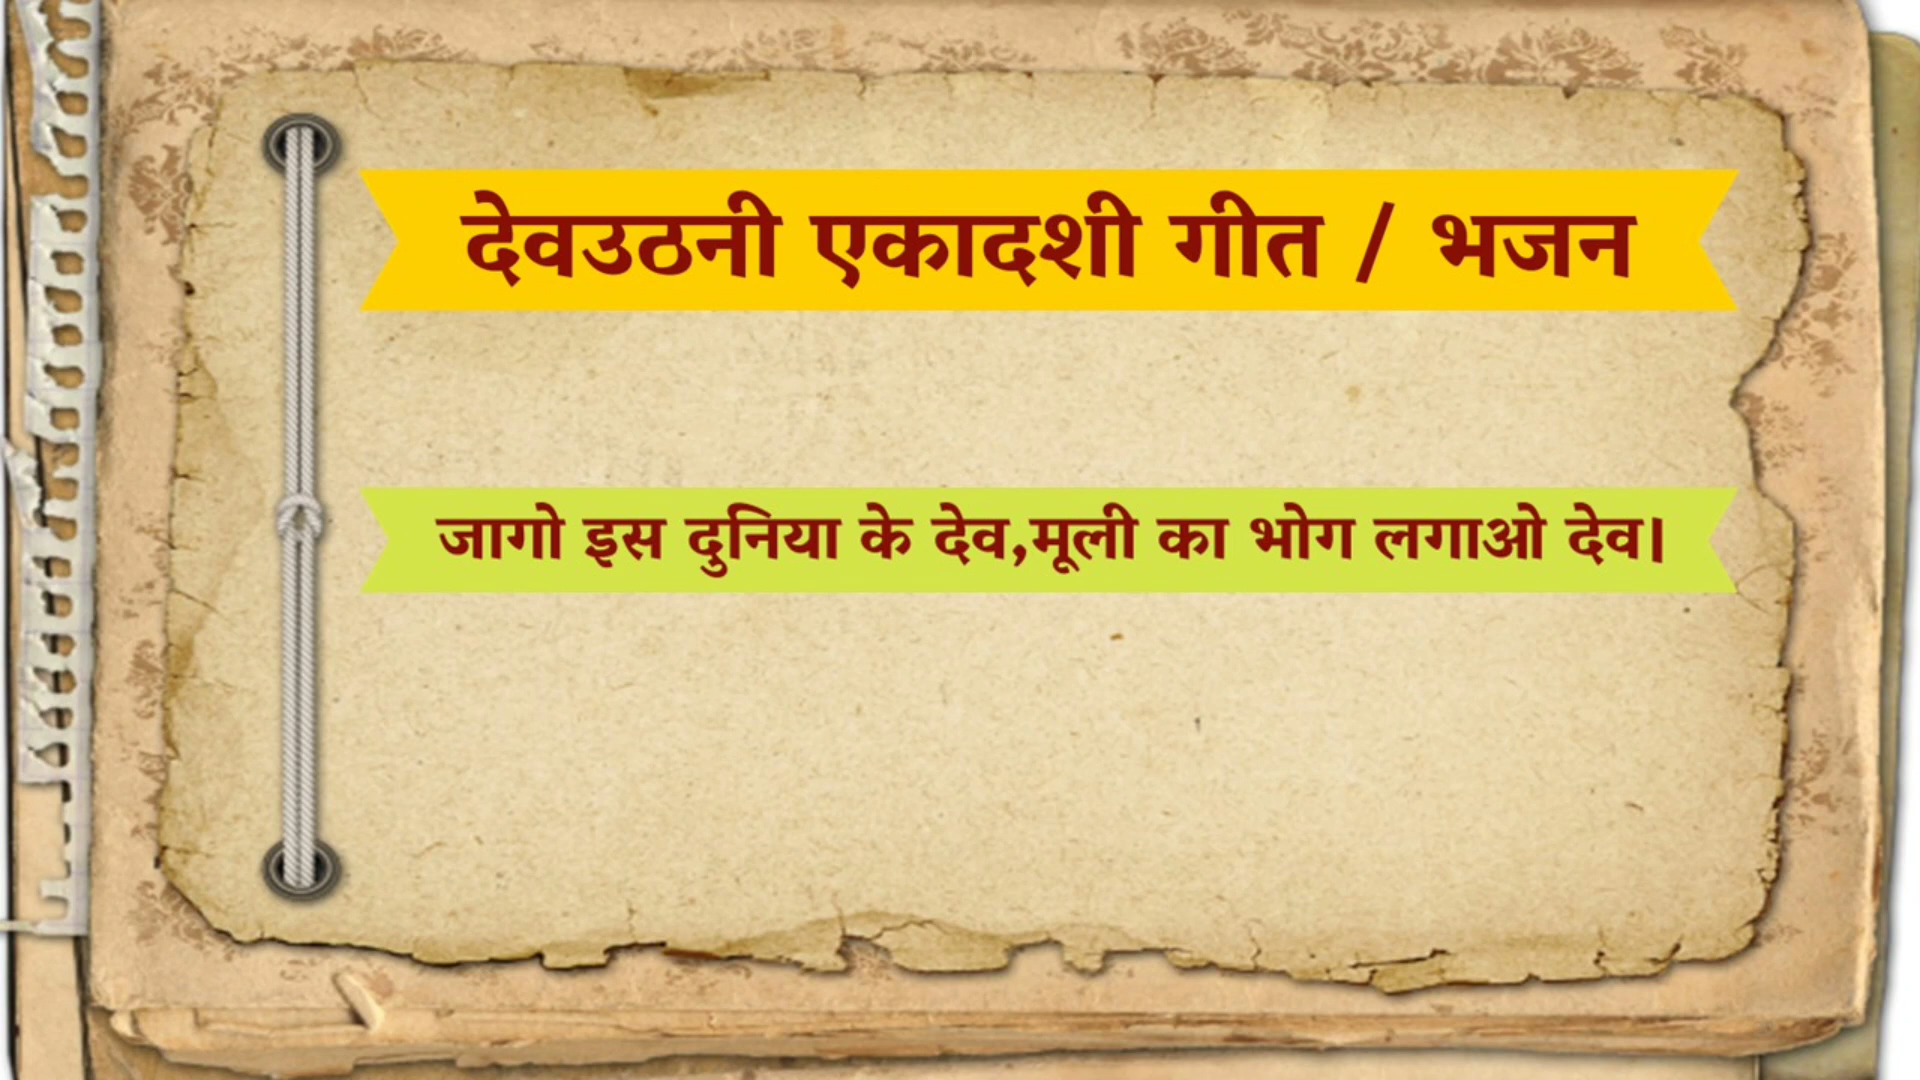 देवउठनी एकादशी गीत / भजन
जागो इस दुनिया के देव,मूली का भोग लगाओ देव।